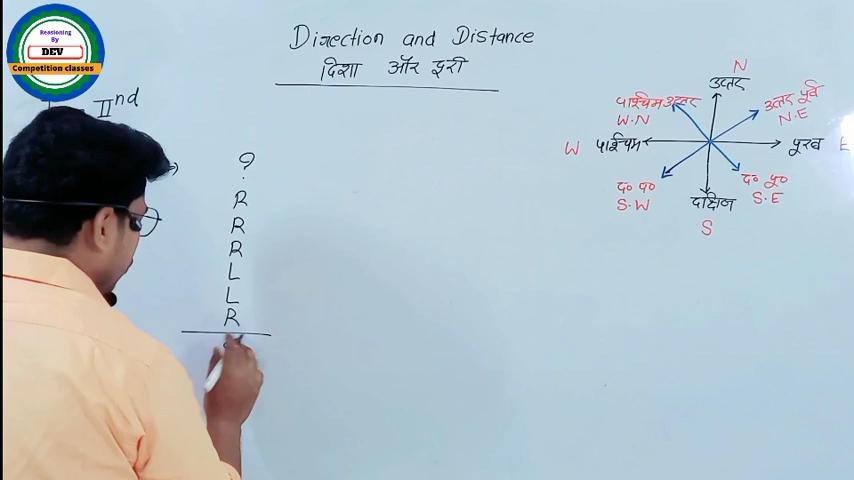 Reasoning
By
DEV
Competition classes
Direction and Distance
दिशा और दूरी
IInd
?
R
R
R
L
L
R
N
उत्तर
पश्चिम उत्तर
W.N
उत्तर पूर्व
N.E
W
पश्चिम
पूरब
E
द० प०
S.W
द० पू०
S.E
दक्षिण
S